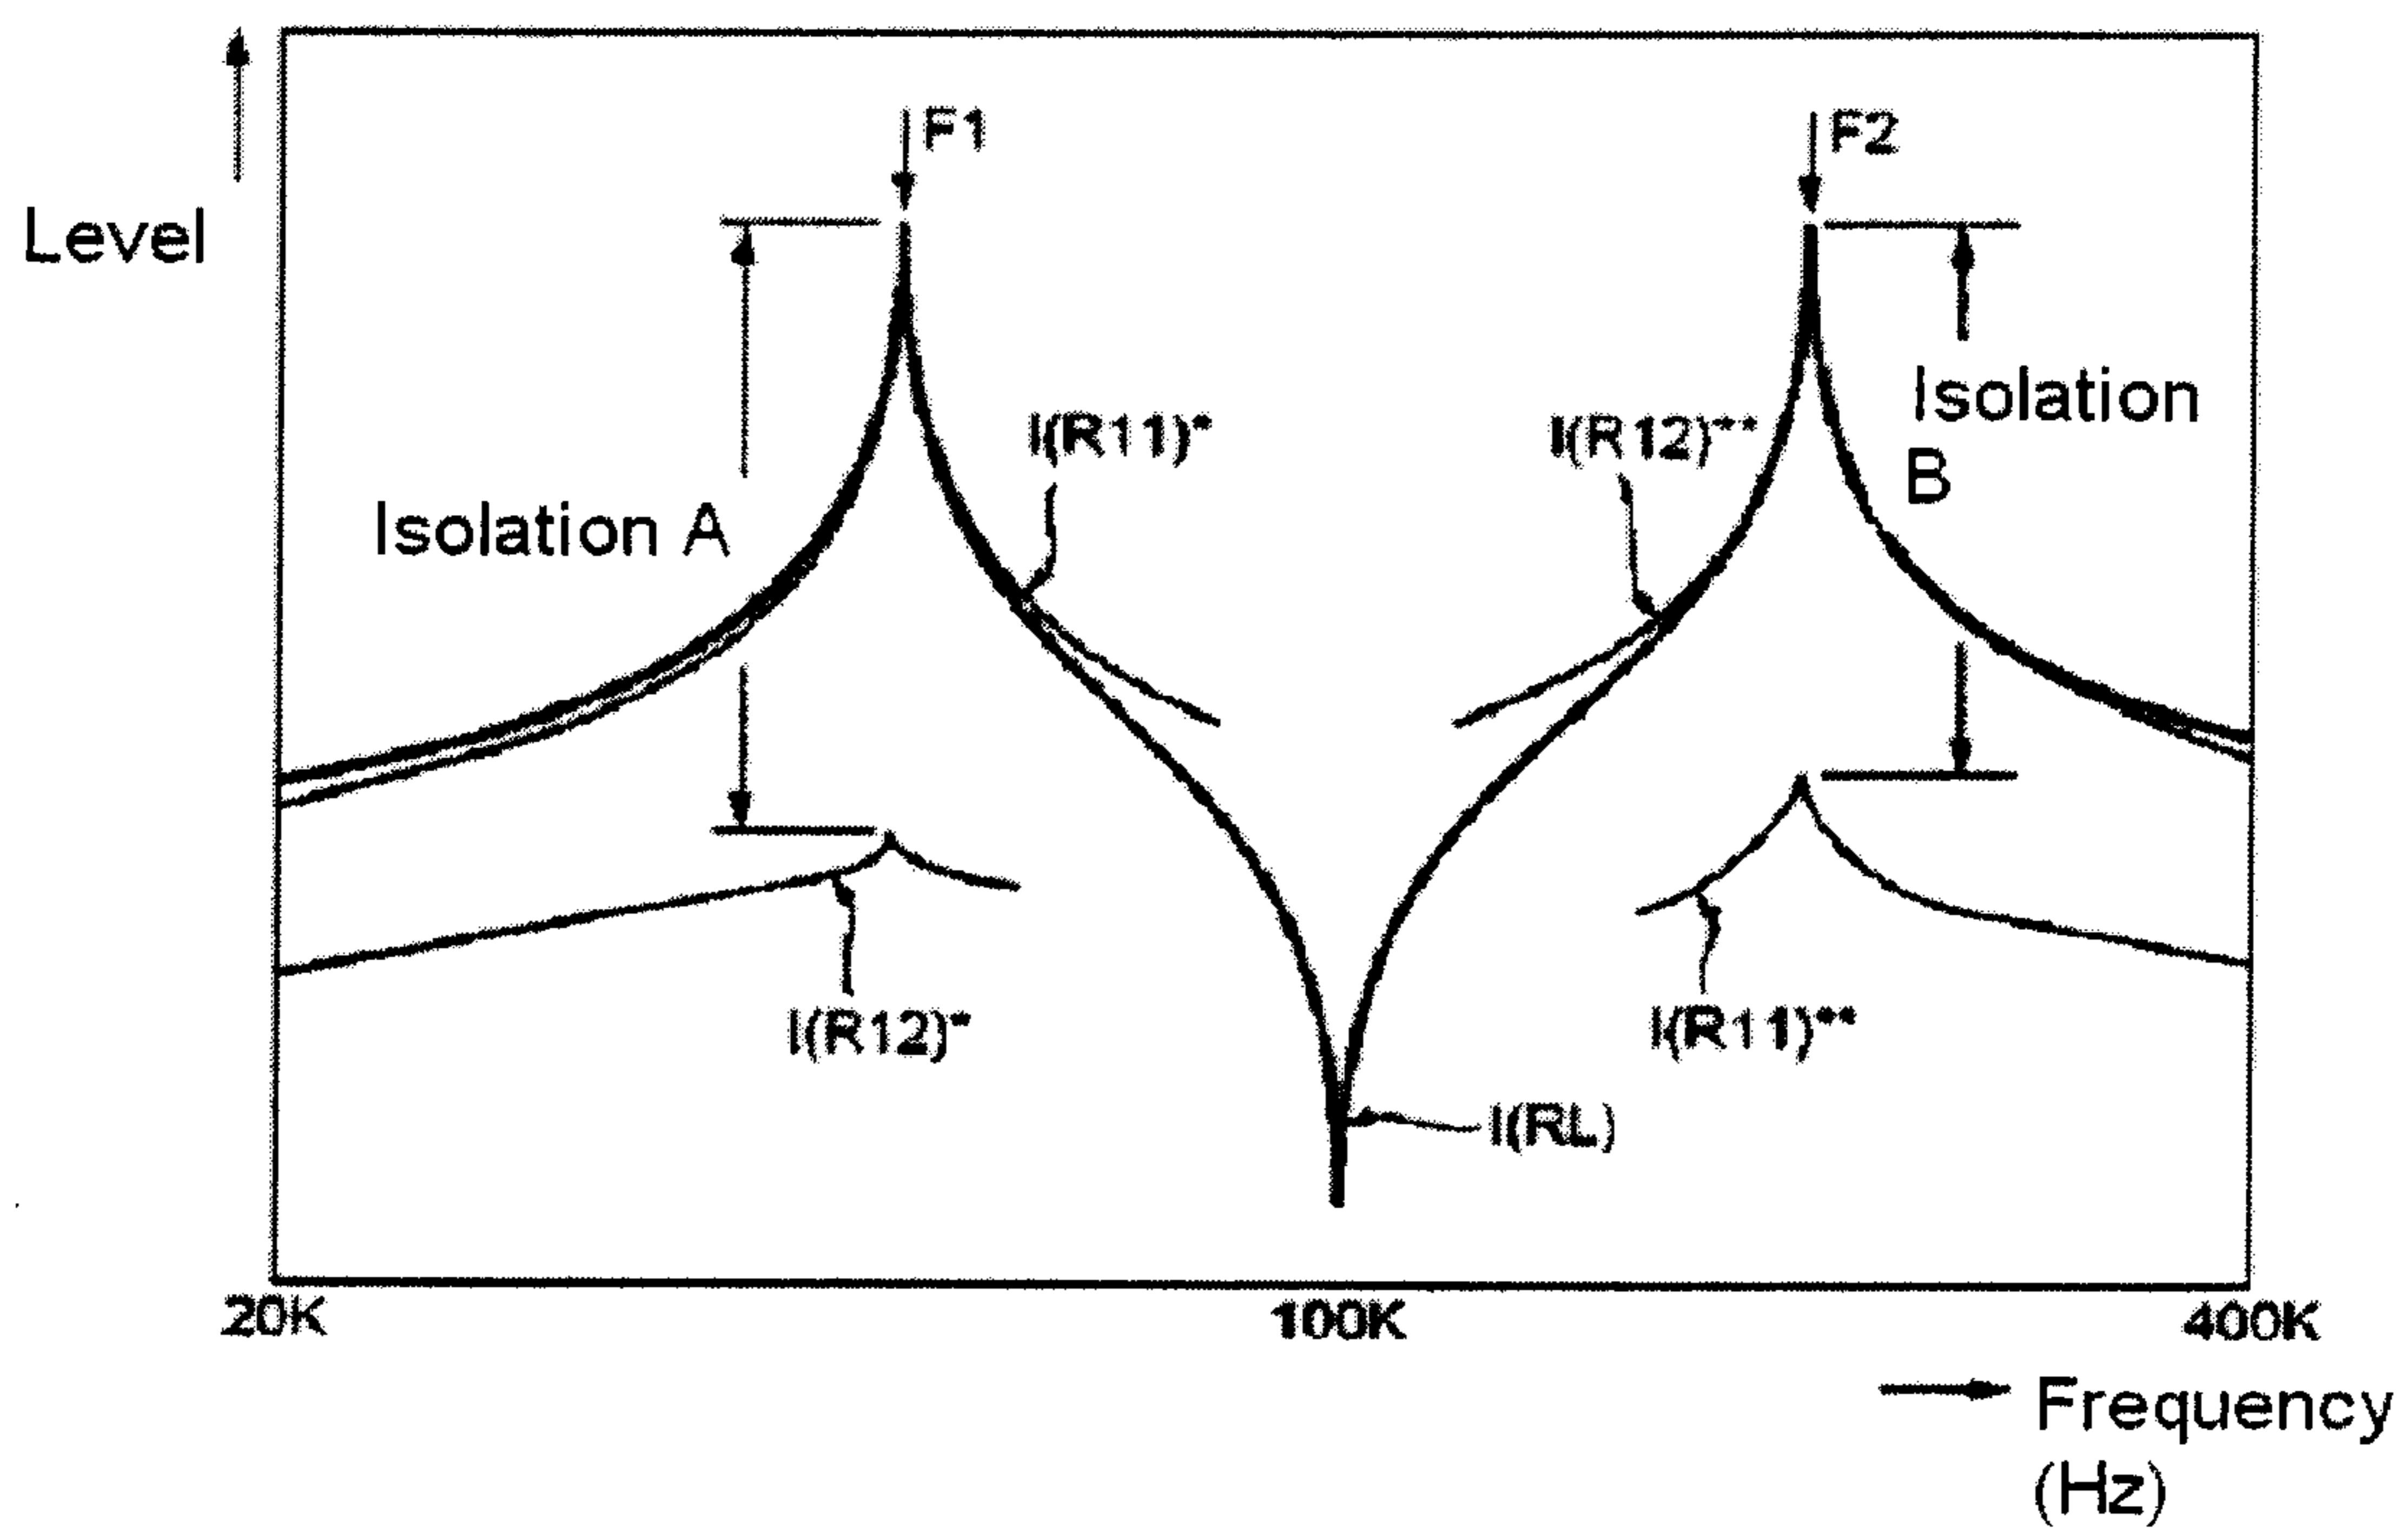 F1
F2
Level
Isolation
B
I(R11)*
I(R12)**
Isolation A
I(R12)*
I(R11)**
I(RL)
20K
100K
400K
Frequency
(Hz)